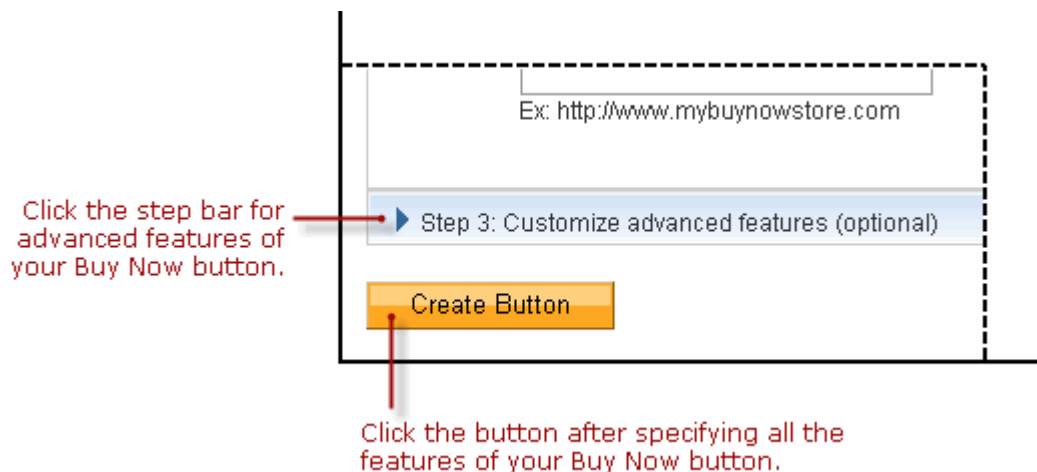 Ex: http://www.mybuynowstore.com
Click the step bar for
advanced features of
your Buy Now button.
Step 3: Customize advanced features (optional)
Create Button
Click the button after specifying all the
features of your Buy Now button.